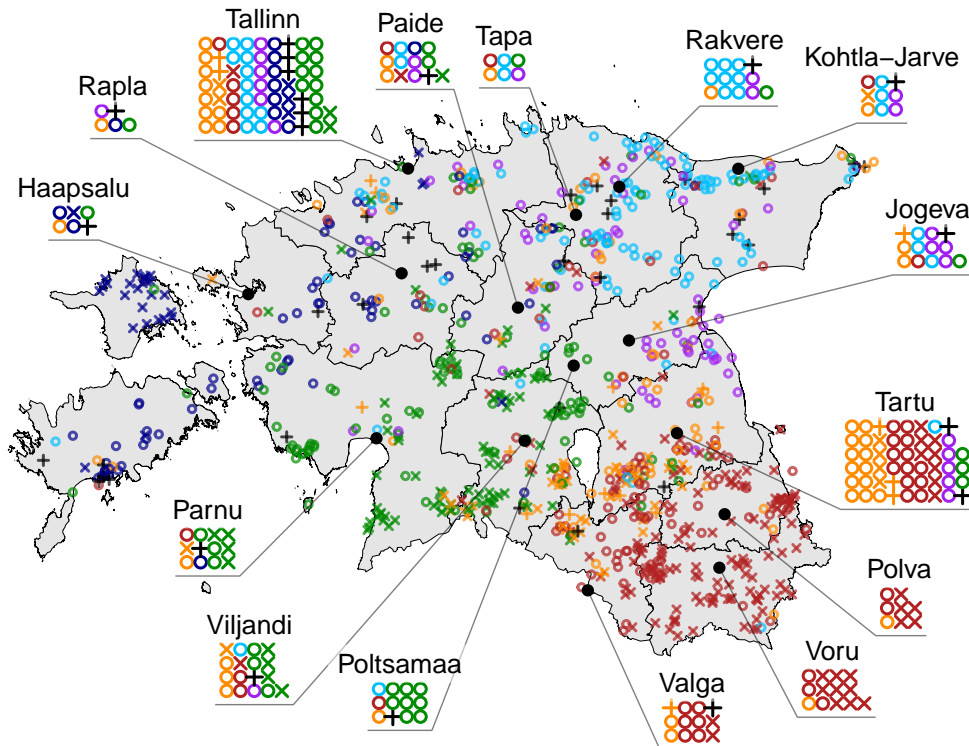 Tallinn
Paide
Tapa
Rakvere
Kohtla−Jarve
Rapla
Haapsalu
Jogeva
Tartu
Parnu
Polva
Viljandi
Poltsamaa
Voru
Valga